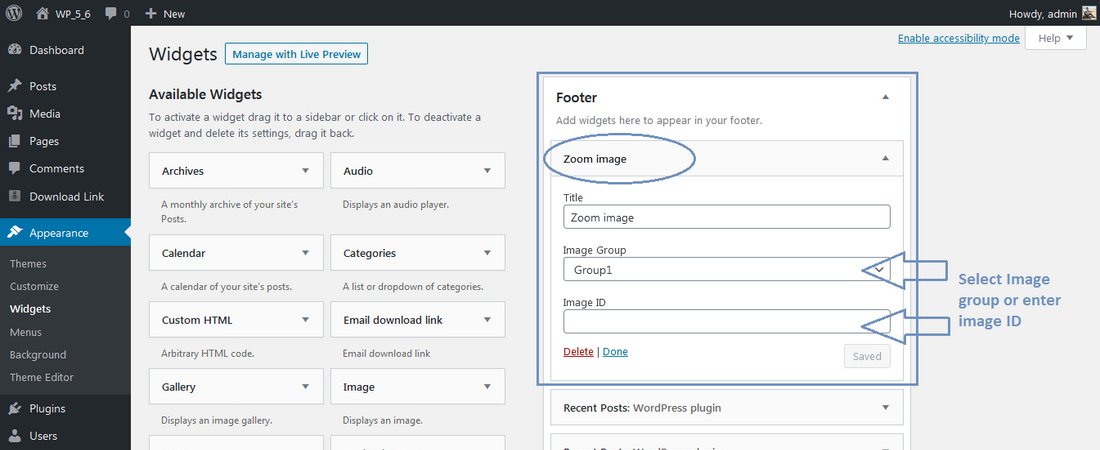 WP_5_6
0
New
Howdy, admin
Dashboard
Posts
Media
Pages
Comments
Download Link
Appearance
Themes
Customize
Widgets
Menus
Background
Theme Editor
Plugins
Users
Enable accessibility mode
Help
Widgets
Manage with Live Preview
Available Widgets
To activate a widget drag it to a sidebar or click on it. To deactivate a
widget and delete its settings, drag it back.
Archives
A monthly archive of your site's
Posts.
Audio
Displays an audio player.
Calendar
A calendar of your site's posts.
Categories
A list or dropdown of categories.
Custom HTML
Arbitrary HTML code.
Email download link
Email download link
Gallery
Displays an image gallery.
Image
Displays an image.
Footer
Add widgets here to appear in your footer.
Zoom image
Title
Zoom image
Image Group
Group1
Image ID
Delete | Done
Saved
Select Image
group or enter
image ID
Recent Posts: WordPress plugin